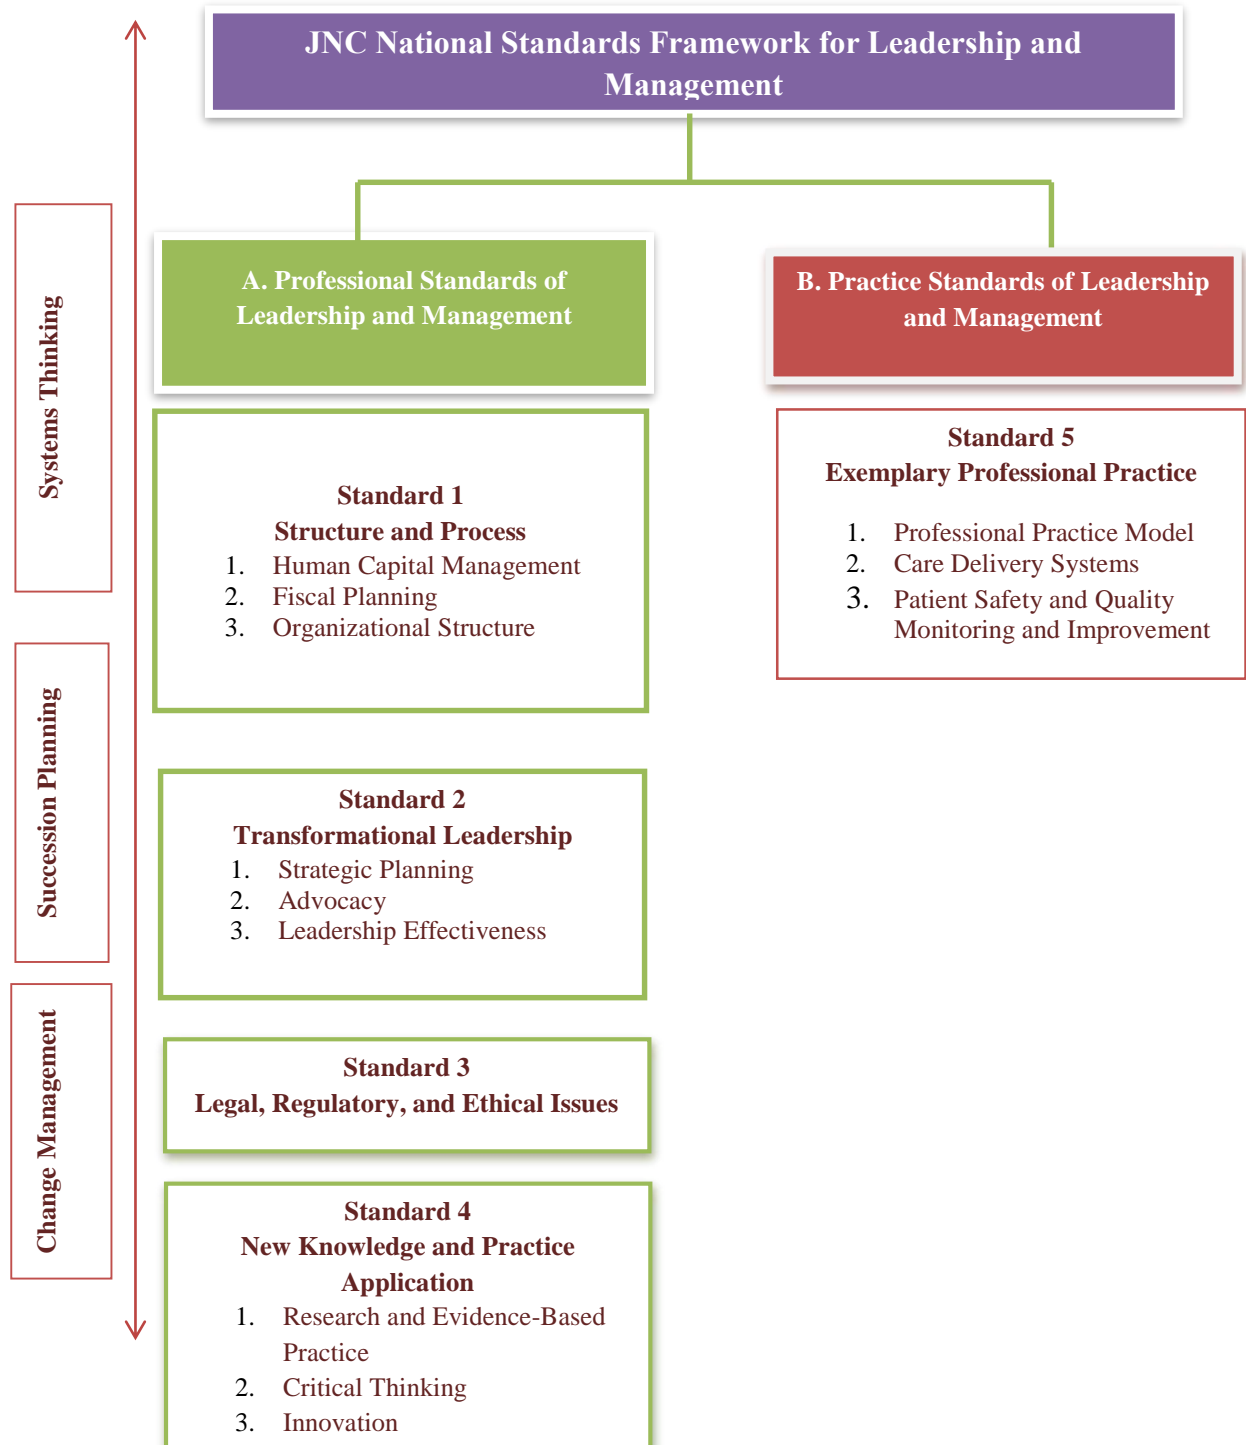 JNC National Standards Framework for Leadership and
Management
Systems Thinking
Succession Planning
Change Management
A. Professional Standards of
Leadership and Management
Standard 1
Structure and Process
1. Human Capital Management
2. Fiscal Planning
3. Organizational Structure
Standard 2
Transformational Leadership
1. Strategic Planning
2. Advocacy
3. Leadership Effectiveness
Standard 3
Legal, Regulatory, and Ethical Issues
Standard 4
New Knowledge and Practice
Application
1. Research and Evidence-Based
Practice
2. Critical Thinking
3. Innovation
B. Practice Standards of Leadership
and Management
Standard 5
Exemplary Professional Practice
1. Professional Practice Model
2. Care Delivery Systems
3. Patient Safety and Quality
Monitoring and Improvement